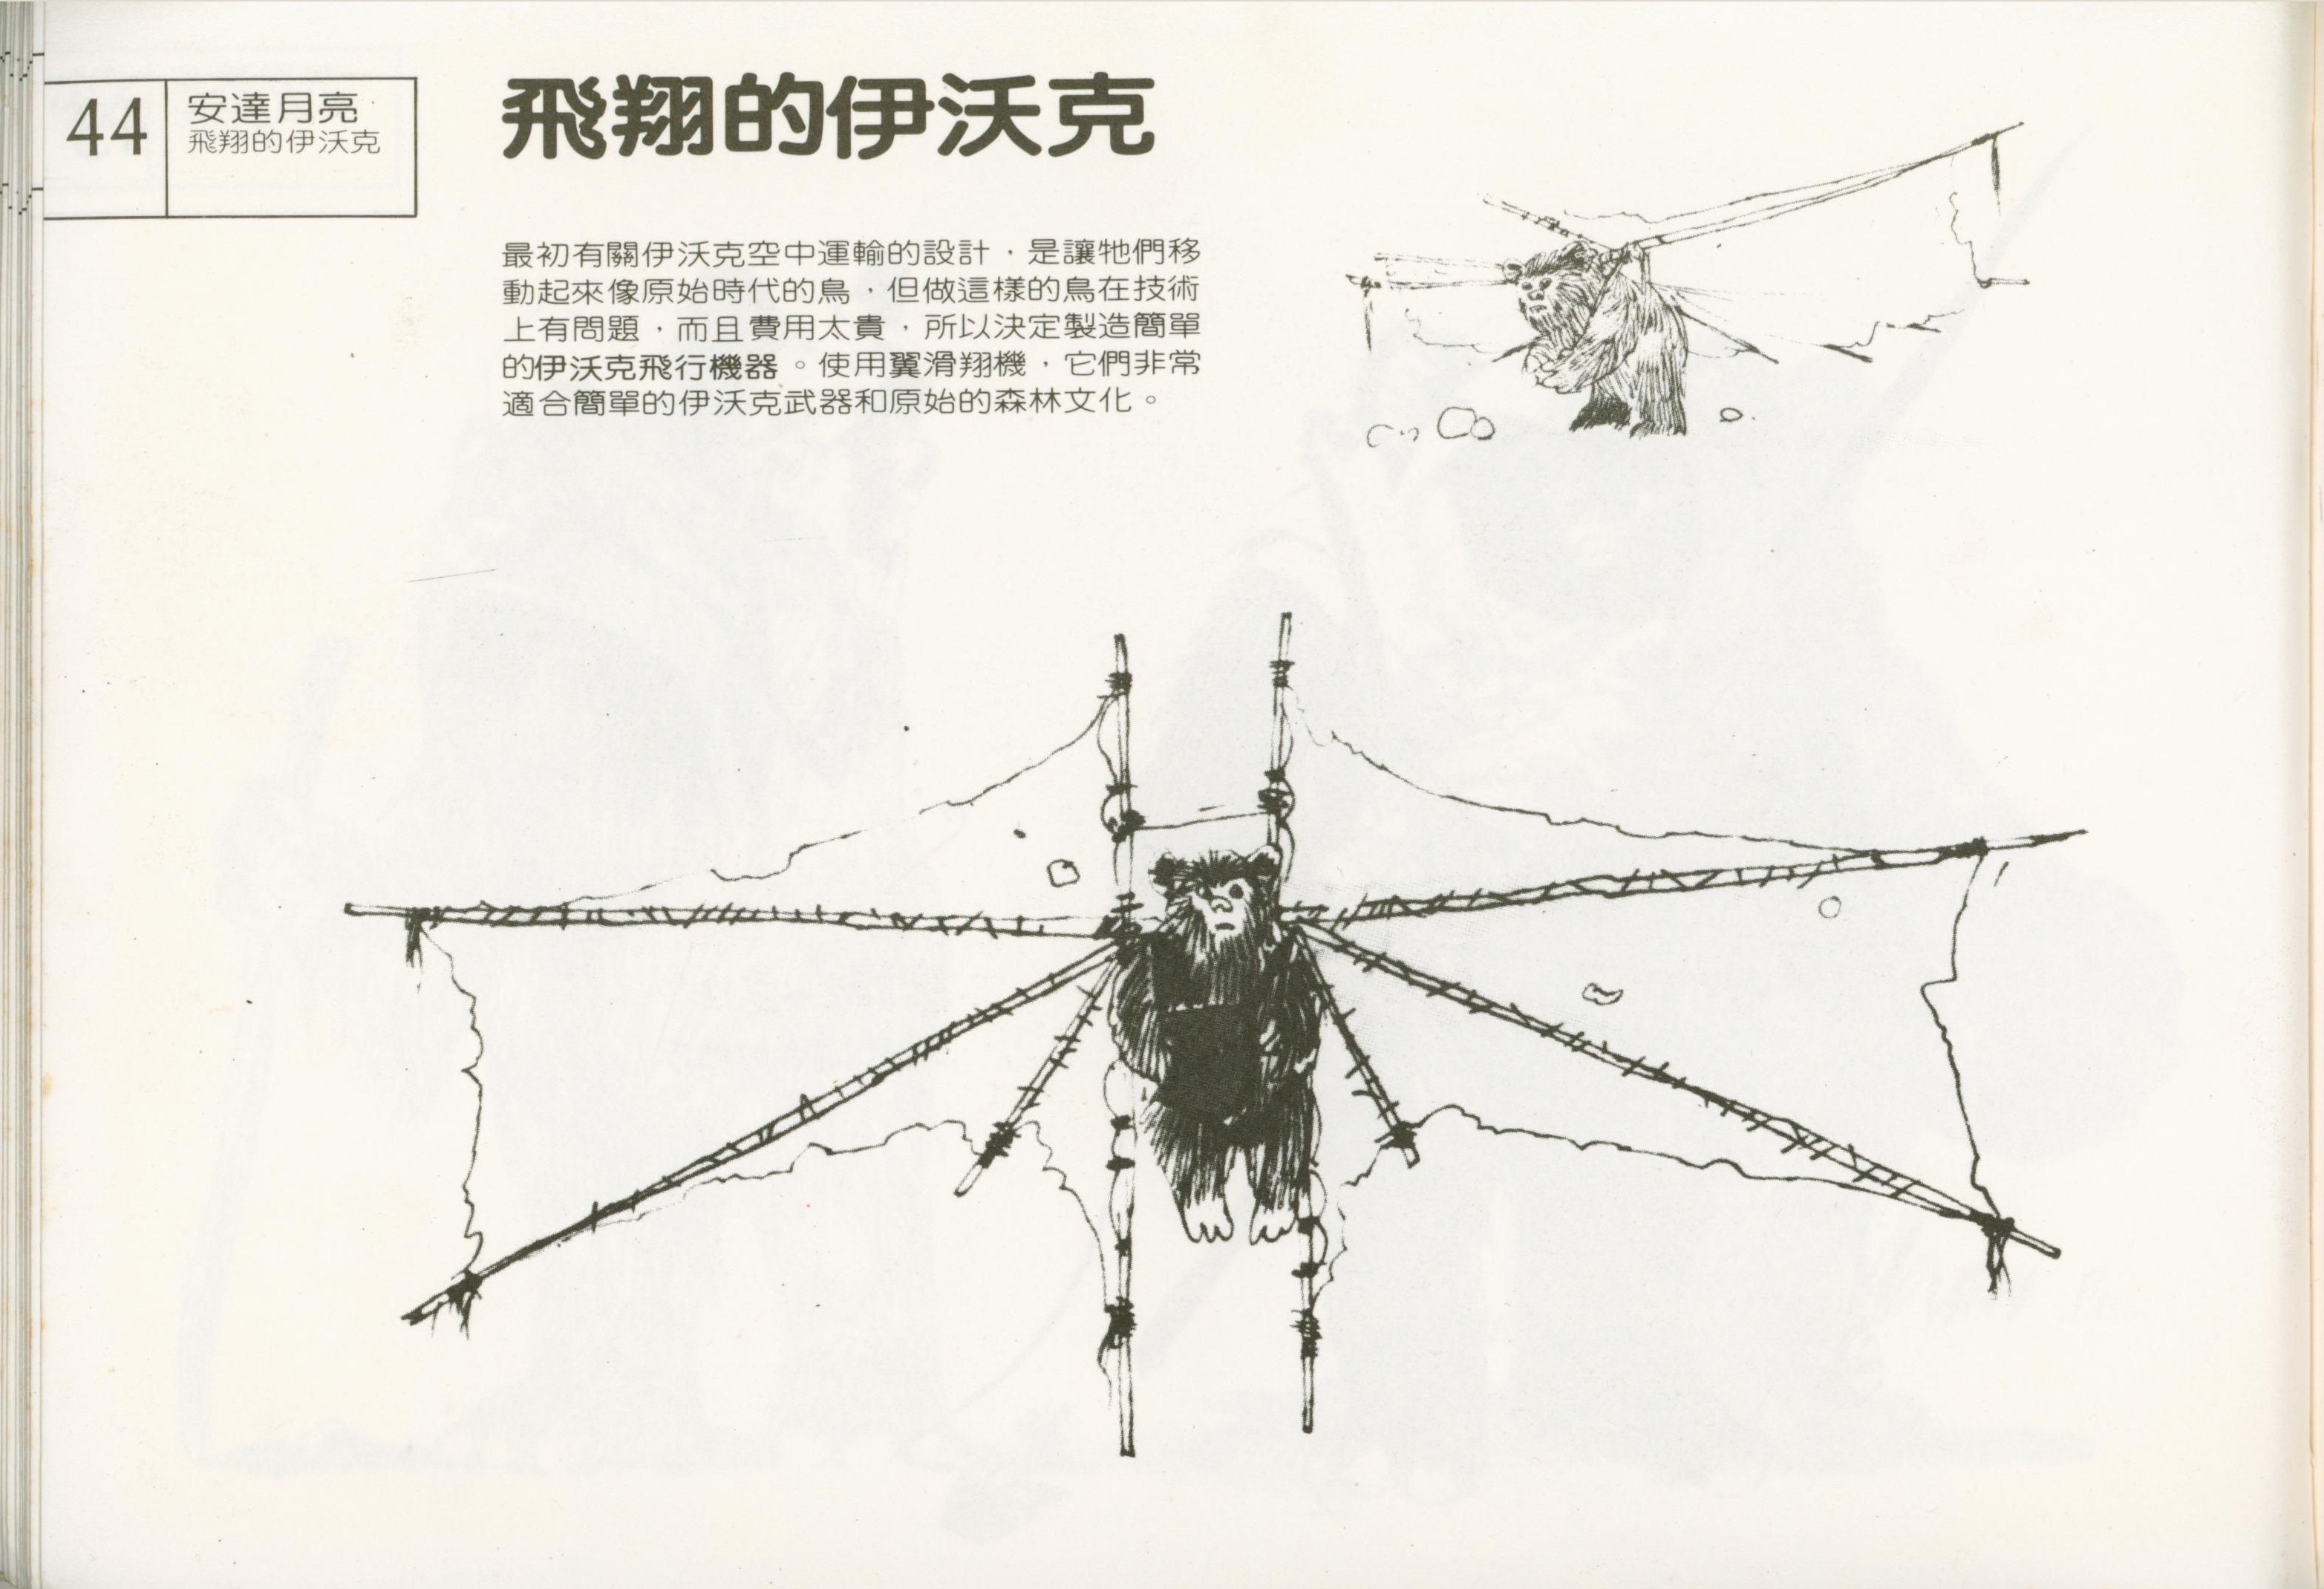 44
安達月亮
飛翔的伊沃克
飛翔的伊沃克
最初有關伊沃克空中運輸的設計，是讓牠們移
動起來像原始時代的鳥，但做這樣的鳥在技術
上有問題，而且費用太貴，所以決定製造簡單
的伊沃克飛行機器。使用翼滑翔機，它們非常
適合簡單的伊沃克武器和原始的森林文化。